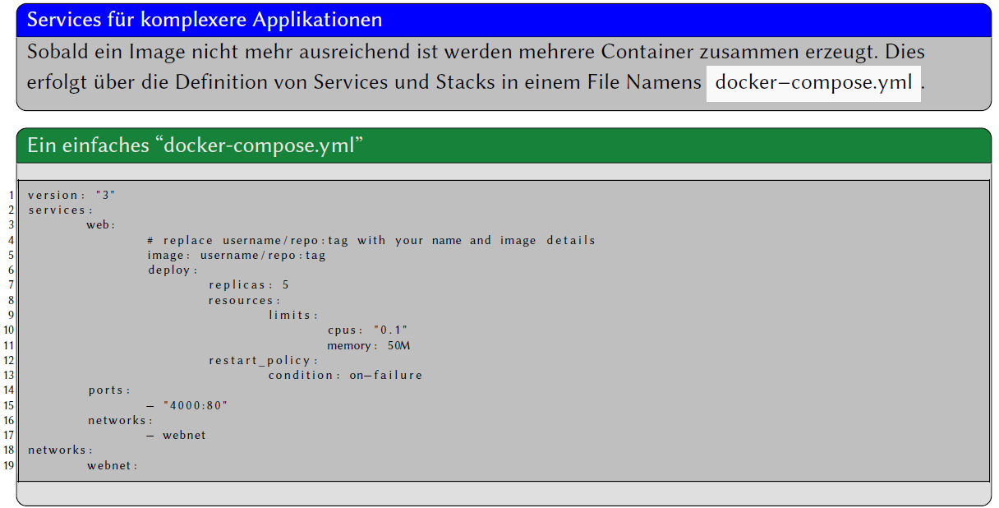 Services für komplexere Applikationen
Sobald ein Image nicht mehr ausreichend ist werden mehrere Container zusammen erzeugt. Dies
erfolgt über die Definition von Services und Stacks in einem File Namens docker–compose.yml .
Ein einfaches “docker-compose.yml”
1 version: "3"
2 services:
3         web:
4                 # replace username/repo:tag with your name and image details
5                 image: username/repo:tag
6                 deploy:
7                         replicas: 5
8                         resources:
9                                 limits:
10                                         cpus: "0.1"
11                                         memory: 50M
12                         restart_policy:
13                                 condition: on–failure
14         ports:
15                 – "4000:80"
16         networks:
17                 – webnet
18 networks:
19         webnet: